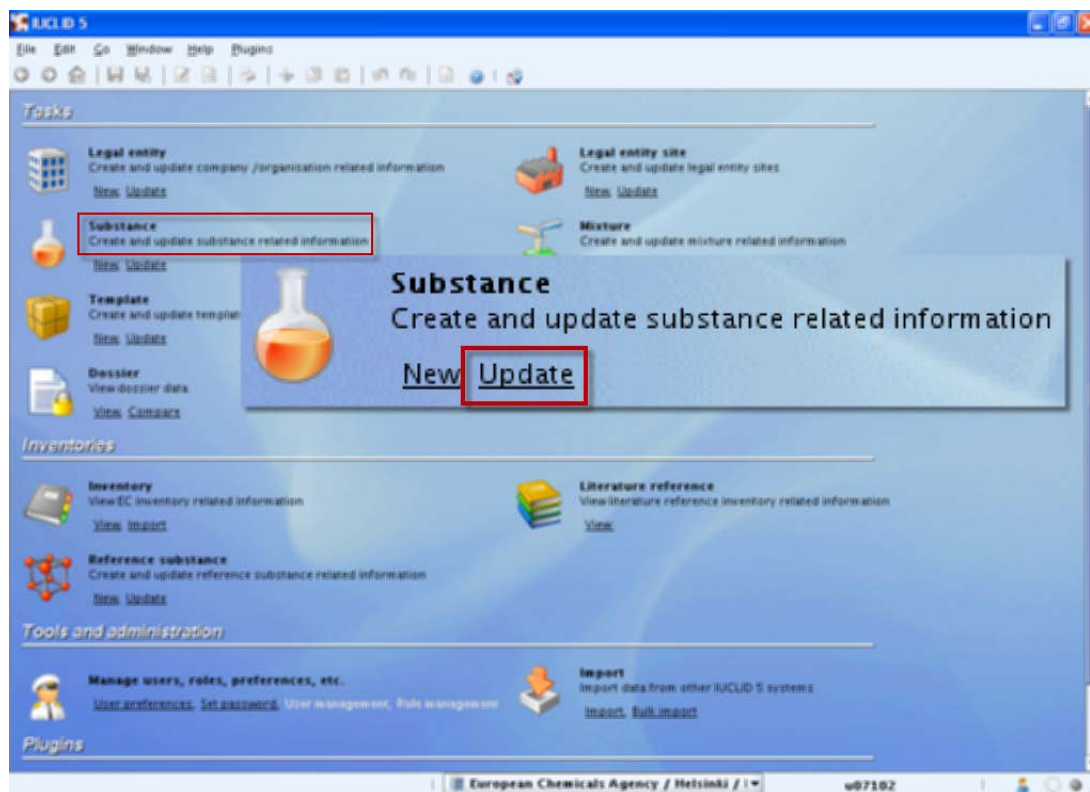 IUCLID 5
File Edit Go Window Help Plugins
Tasks
Legal entity
Create and update company /organisation related information
New, Update
Legal entity site
Create and update legal entity sites
New, Update
Substance
Create and update substance related information
New, Update
Mixture
Create and update mixture related information
Substance
Create and update substance related information
New Update
Template
Create and update templat
New, Update
Dossier
View dossier data
View, Compare
Inventories
Inventory
View EC inventory related information
View, Import
Literature reference
View literature reference inventory related information
View
Reference substance
Create and update reference substance related information
New, Update
Tools and administration
Manage users, roles, preferences, etc.
User preferences, Set password, User management, Role management
Import
Import data from other IUCLID 5 systems
Import, Bulk import
Plugins
European Chemicals Agency / Helsinki /
u07102